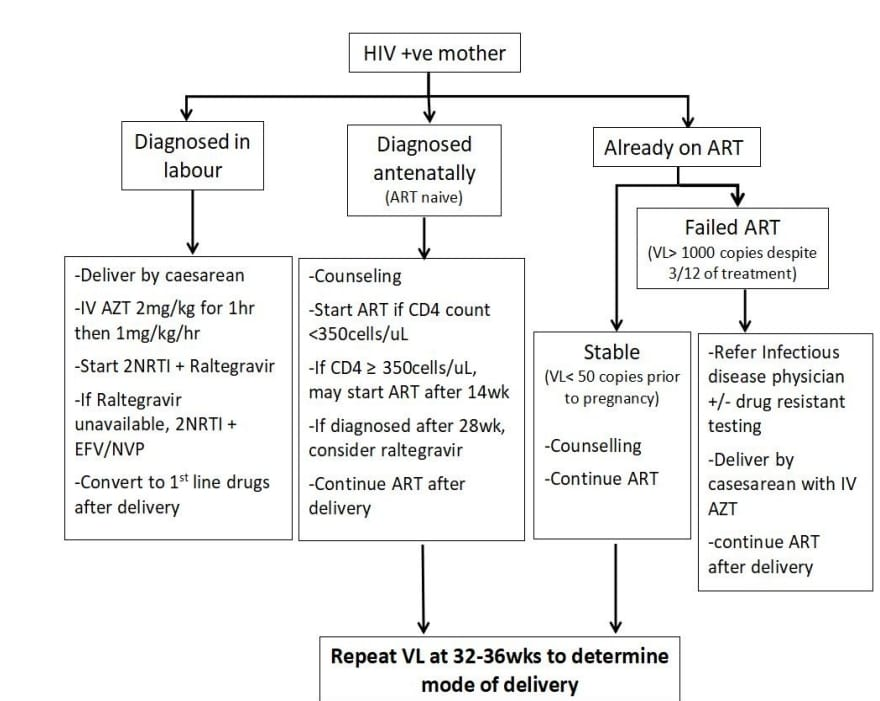 HIV +ve mother
Diagnosed in
labour
Diagnosed
antenatally
(ART naive)
Already on ART
Failed ART
(VL> 1000 copies despite
3/12 of treatment)
-Deliver by caesarean
-IV AZT 2mg/kg for 1hr
then 1mg/kg/hr
-Start 2NRTI + Raltegravir
-If Raltegravir
unavailable, 2NRTI +
EFV/NVP
-Convert to 1st line drugs
after delivery
-Counseling
-Start ART if CD4 count
<350cells/uL
-If CD4 ≥ 350cells/uL,
may start ART after 14wk
-If diagnosed after 28wk,
consider raltegravir
-Continue ART after
delivery
Stable
(VL< 50 copies prior
to pregnancy)
-Counselling
-Continue ART
-Refer Infectious
disease physician
+/- drug resistant
testing
-Deliver by
casesarean with IV
AZT
-continue ART
after delivery
Repeat VL at 32-36wks to determine
mode of delivery